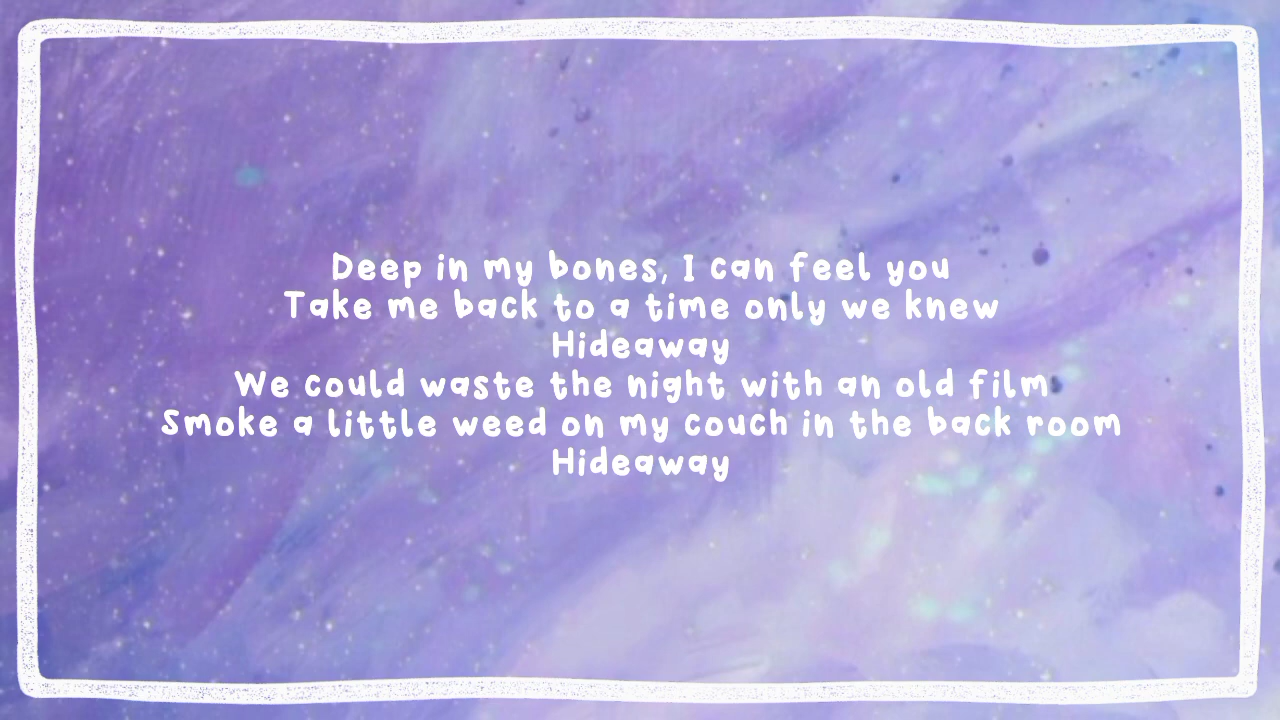 Deep in my bones, I can feel you
Take me back to a time only we knew
Hideaway
We could waste the night with an old film
Smoke a little weed on my couch in the back room
Hideaway